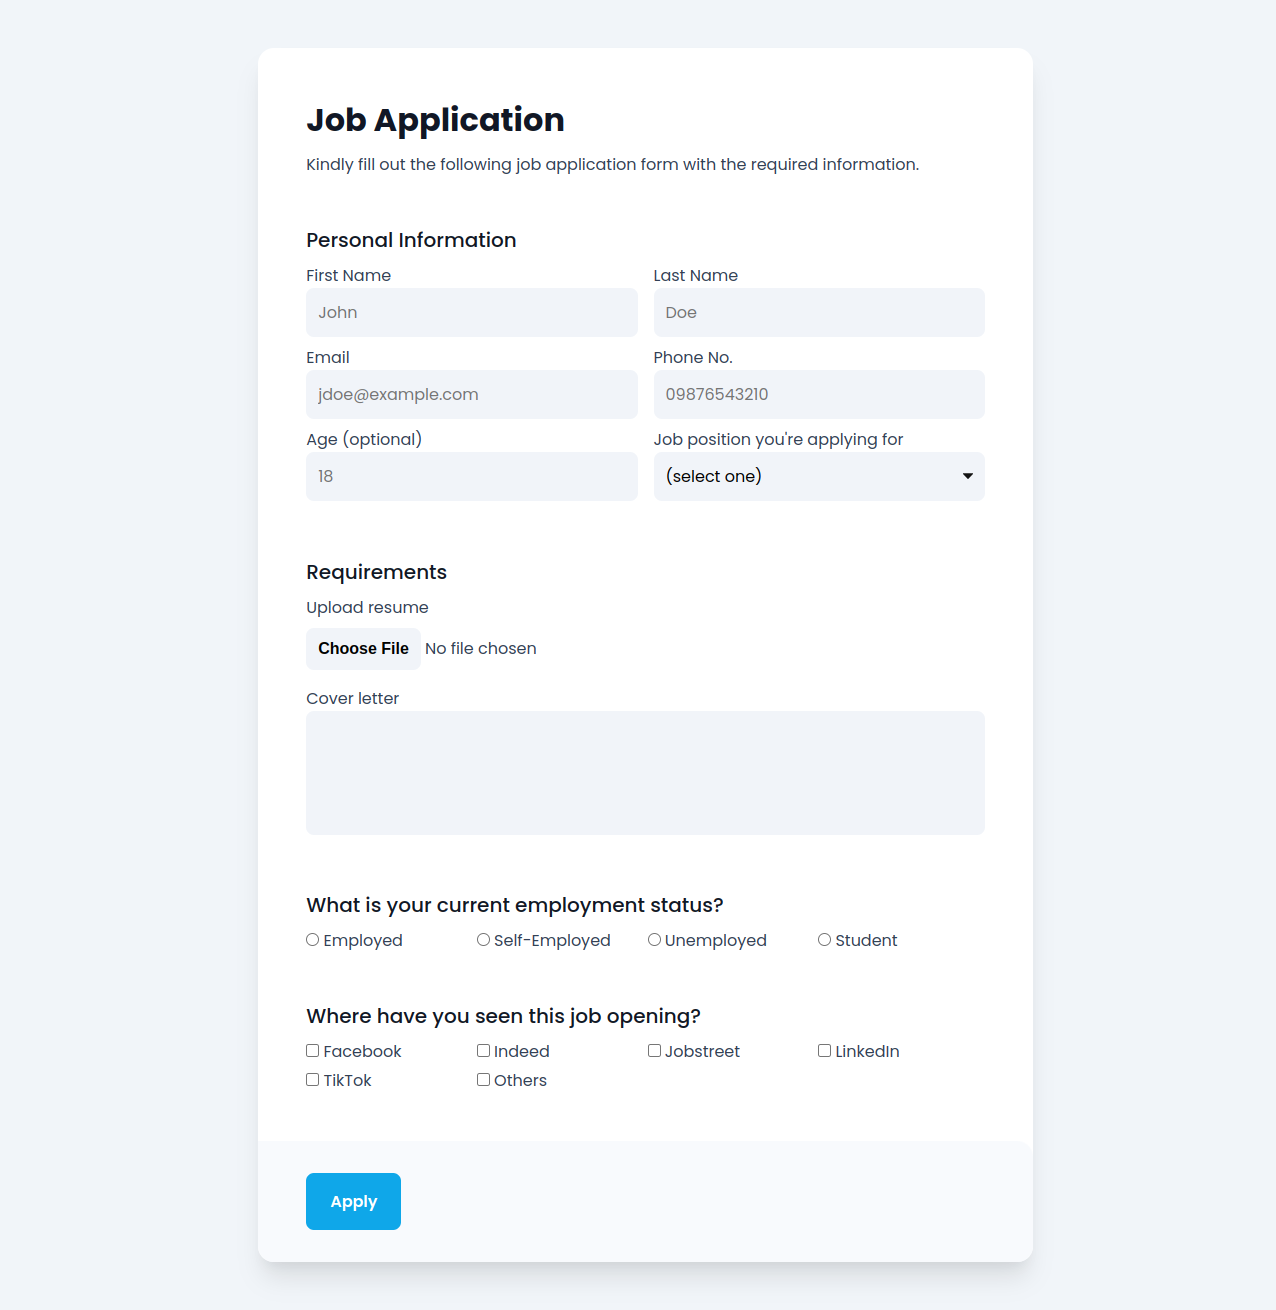 Job Application
Kindly fill out the following job application form with the required information.
Personal Information
First Name
Last Name
John
Doe
Email
Phone No.
jdoe@example.com
09876543210
Age (optional)
Job position you're applying for
18
(select one)
Requirements
Upload resume
Choose File No file chosen
Cover letter
What is your current employment status?
Employed
Self-Employed
Unemployed
Student
Where have you seen this job opening?
Facebook
Indeed
Jobstreet
LinkedIn
TikTok
Others
Apply